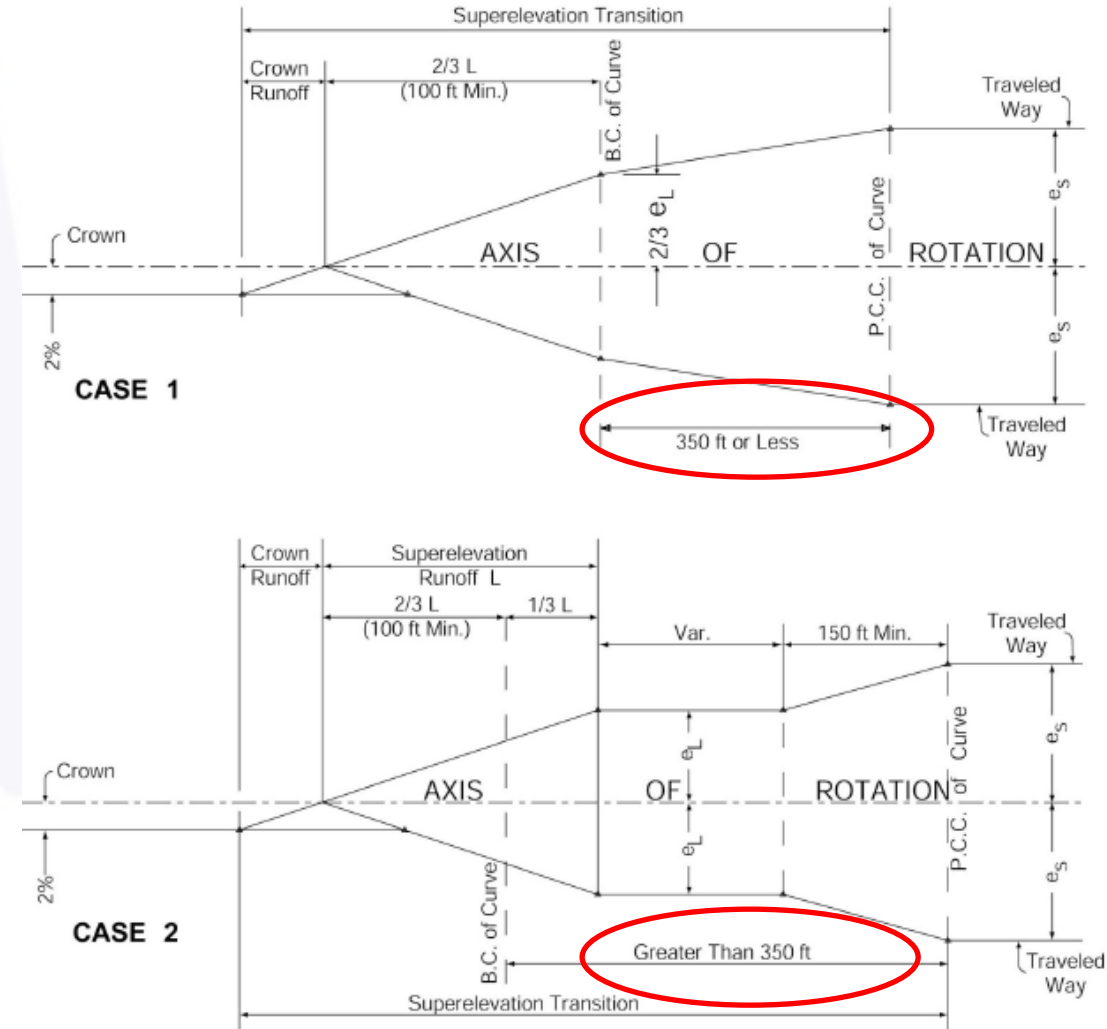 Superelevation Transition
Crown
Runoff
2/3 L
(100 ft Min.)
B.C. of Curve
Traveled
Way
Crown
2/3 eL
eS
AXIS OF ROTATION
P.C.C. of Curve
2%
eS
CASE 1
350 ft or Less
Traveled
Way
Crown
Runoff
Superelevation
Runoff L
2/3 L
(100 ft Min.)
1/3 L
Var.
150 ft Min.
Traveled
Way
eL
eS
Crown
AXIS OF ROTATION
P.C.C. of Curve
eL
eS
2%
B.C. of Curve
CASE 2
Greater Than 350 ft
Traveled
Way
Superelevation Transition